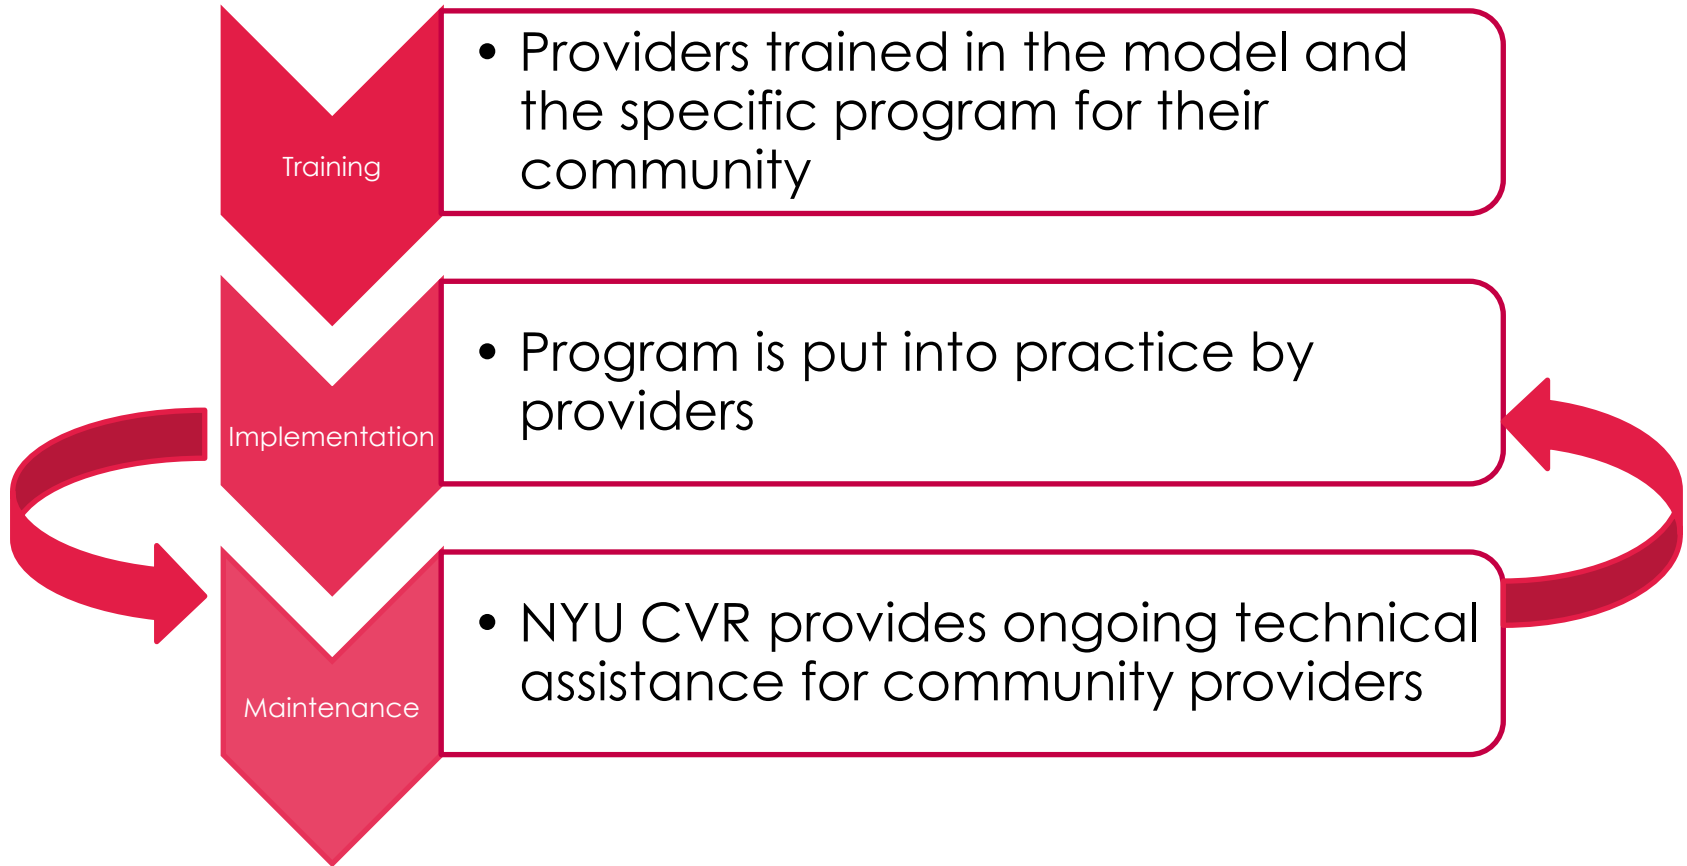 Training
• Providers trained in the model and
the specific program for their
community
Implementation
• Program is put into practice by
providers
Maintenance
• NYU CVR provides ongoing technical
assistance for community providers